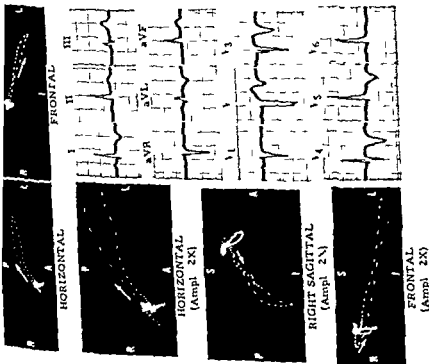 R
S
I
FRONTAL
(Ampl 2X)
P
S
A
I
RIGHT SAGITTAL
(Ampl 2X)
R
P
L
A
HORIZONTAL
(Ampl 2X)
R
P
L
A
HORIZONTAL
R
L
FRONTAL
V4 V5 V6
V1 V V3
aVR aVL aVF
I II III